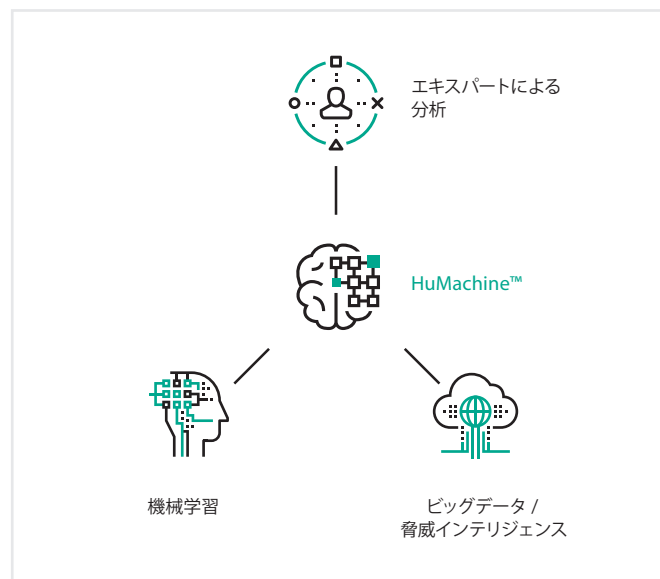 エキスパートによる
分析
HuMachine™
機械学習
ビッグデータ /
脅威インテリジェンス